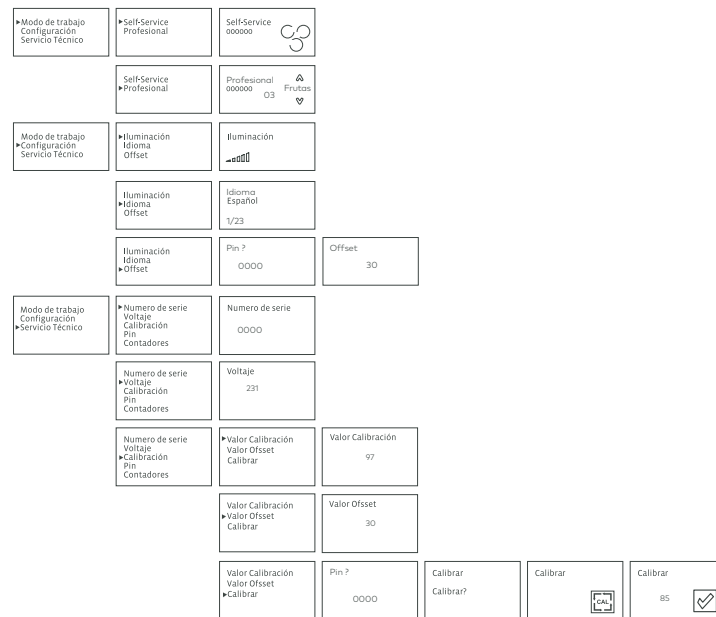 ▸Modo de trabajo
Configuración
Servicio Técnico
▸Self-Service
Profesional
Self-Service
000000
Self-Service
▸Profesional
Profesional
000000 Frutas
03
Modo de trabajo
▸Configuración
Servicio Técnico
▸Iluminación
Idioma
Offset
Iluminación
Iluminación
▸Idioma
Offset
Idioma
Español
1/23
Iluminación
Idioma
▸Offset
Pin ?
0000
Offset
30
Modo de trabajo
Configuración
▸Servicio Técnico
▸Numero de serie
Voltaje
Calibración
Pin
Contadores
Numero de serie
0000
Numero de serie
▸Voltaje
Calibración
Pin
Contadores
Voltaje
231
Numero de serie
Voltaje
▸Calibración
Pin
Contadores
▸Valor Calibración
Valor Ofsset
Calibrar
Valor Calibración
97
Valor Calibración
▸Valor Ofsset
Calibrar
Valor Ofsset
30
Valor Calibración
Valor Ofsset
▸Calibrar
Pin ?
0000
Calibrar
Calibrar?
Calibrar
CAL
Calibrar
85